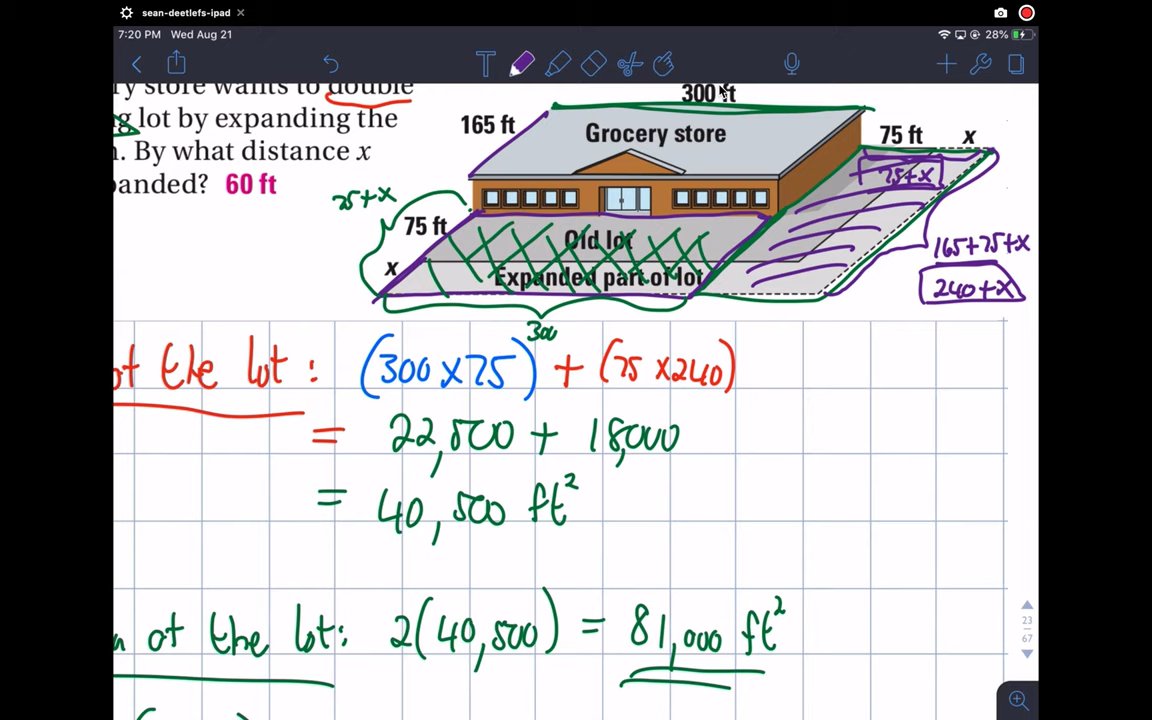 sean-deetlefs-ipad
7:20 PM Wed Aug 21
28%
ry store wants to double
g lot by expanding the
. By what distance x
panded? 60 ft
300 ft
165 ft
Grocery store
75 ft x
75+x
75+x
75 ft
Old lot
x
Expanded part of lot
165+75+x
240+x
300
of the lot: (300 x 75) + (75 x 240)
= 22,500 + 18,000
= 40,500 ft²
of the lot: 2(40,500) = 81,000 ft²
23
67